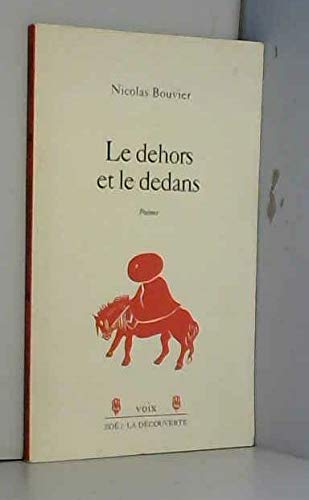 Nicolas Bouvier
Le dehors
et le dedans
Poèmes
VOIX
ZOÉ / LA DÉCOUVERTE